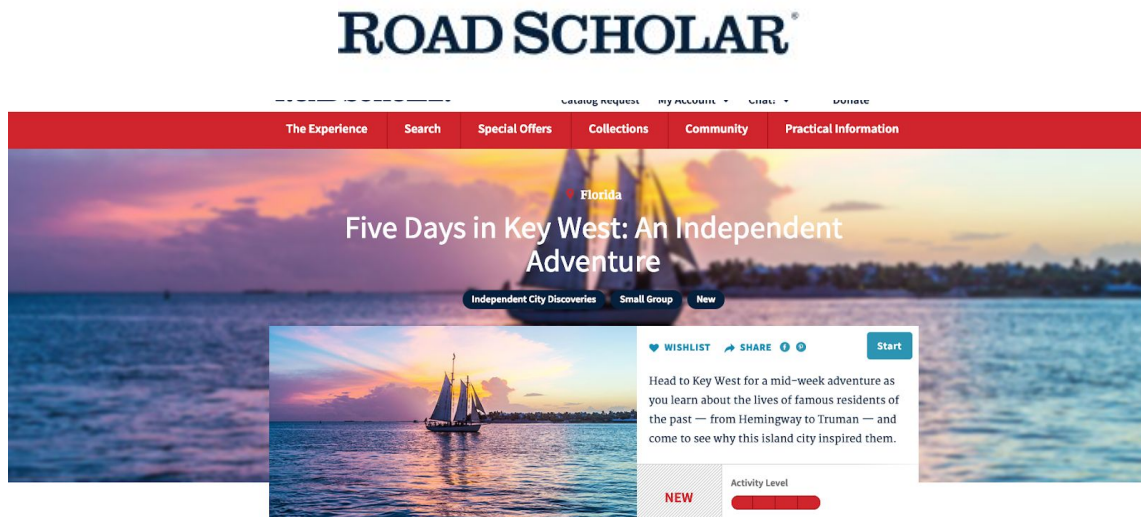 ROAD SCHOLAR®
Catalog Request My Account Chat! Donate
The Experience Search Special Offers Collections Community Practical Information
Florida
Five Days in Key West: An Independent
Adventure
Independent City Discoveries Small Group New
WISHLIST SHARE Start
Head to Key West for a mid-week adventure as
you learn about the lives of famous residents of
the past — from Hemingway to Truman — and
come to see why this island city inspired them.
Activity Level
NEW